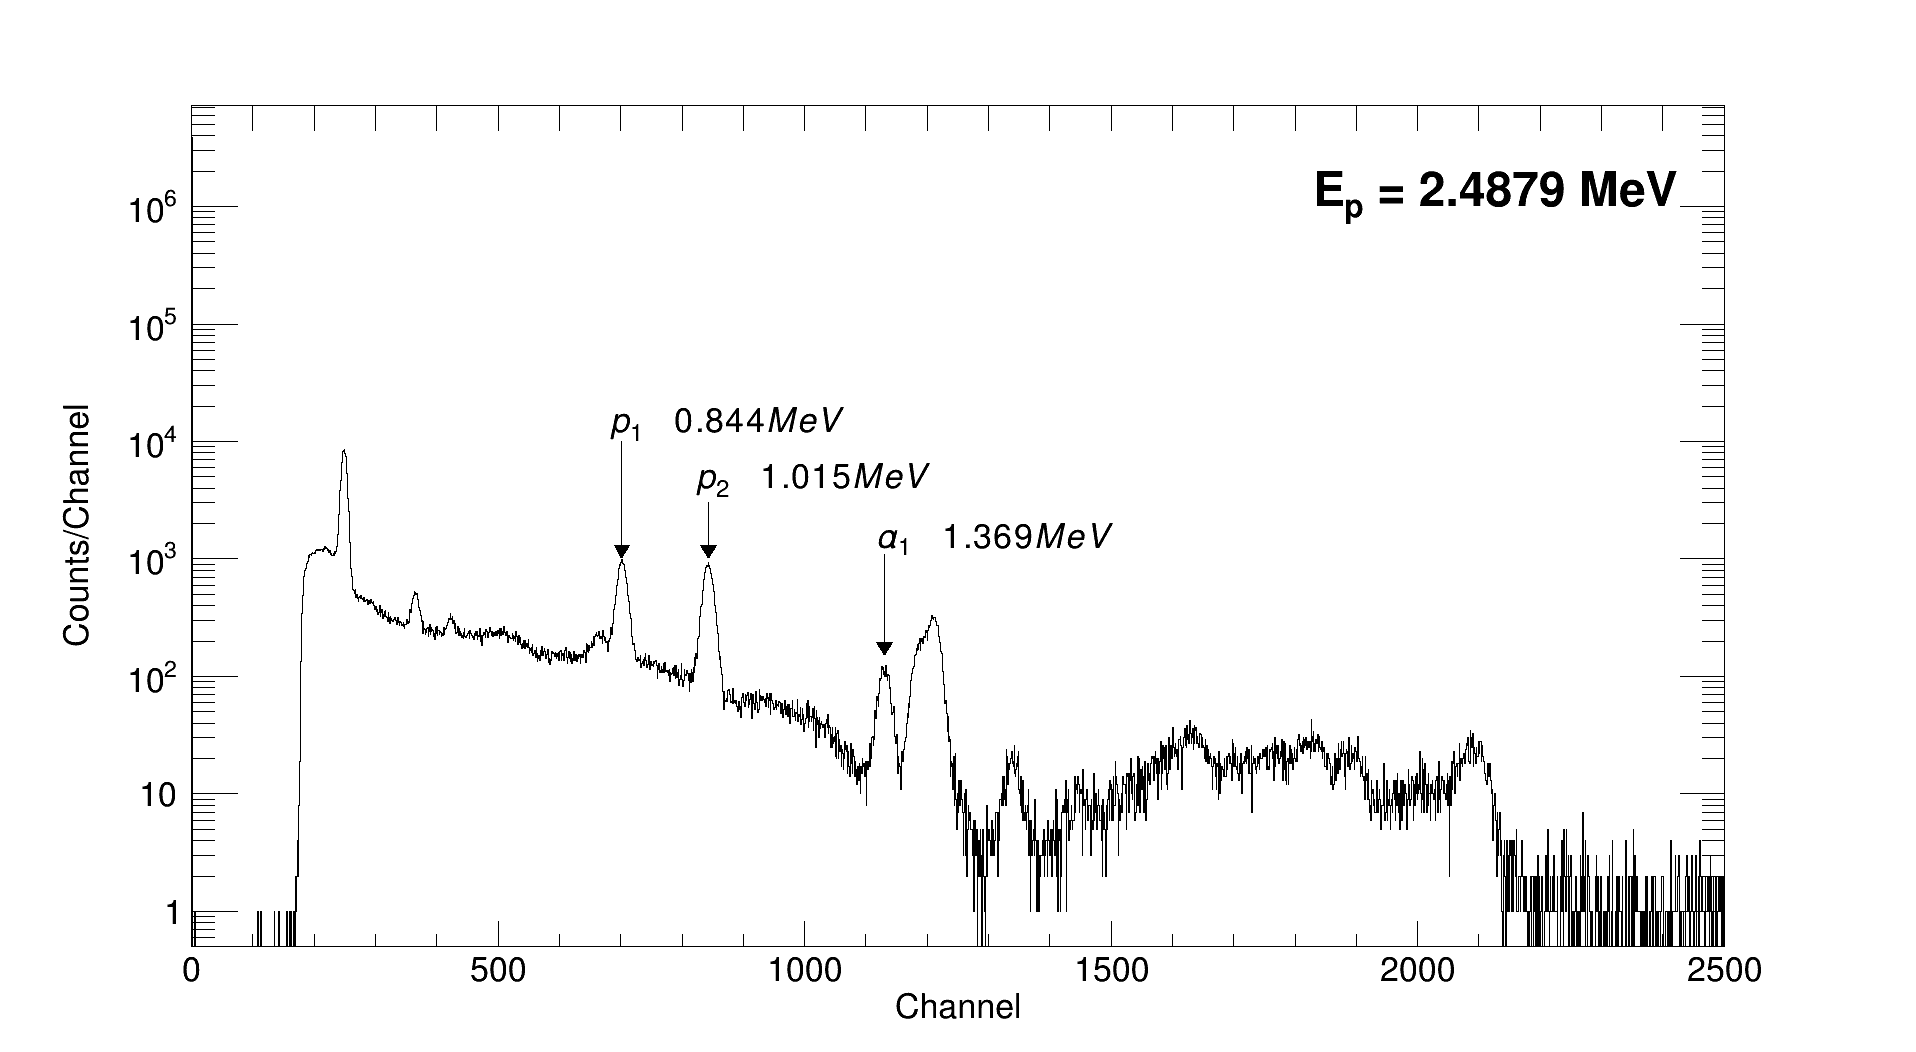 E_p = 2.4879 MeV
10^6
10^5
10^4
10^3
10^2
10
1
Counts/Channel
p_1 0.844MeV
p_2 1.015MeV
α_1 1.369MeV
0 500 1000 1500 2000 2500
Channel